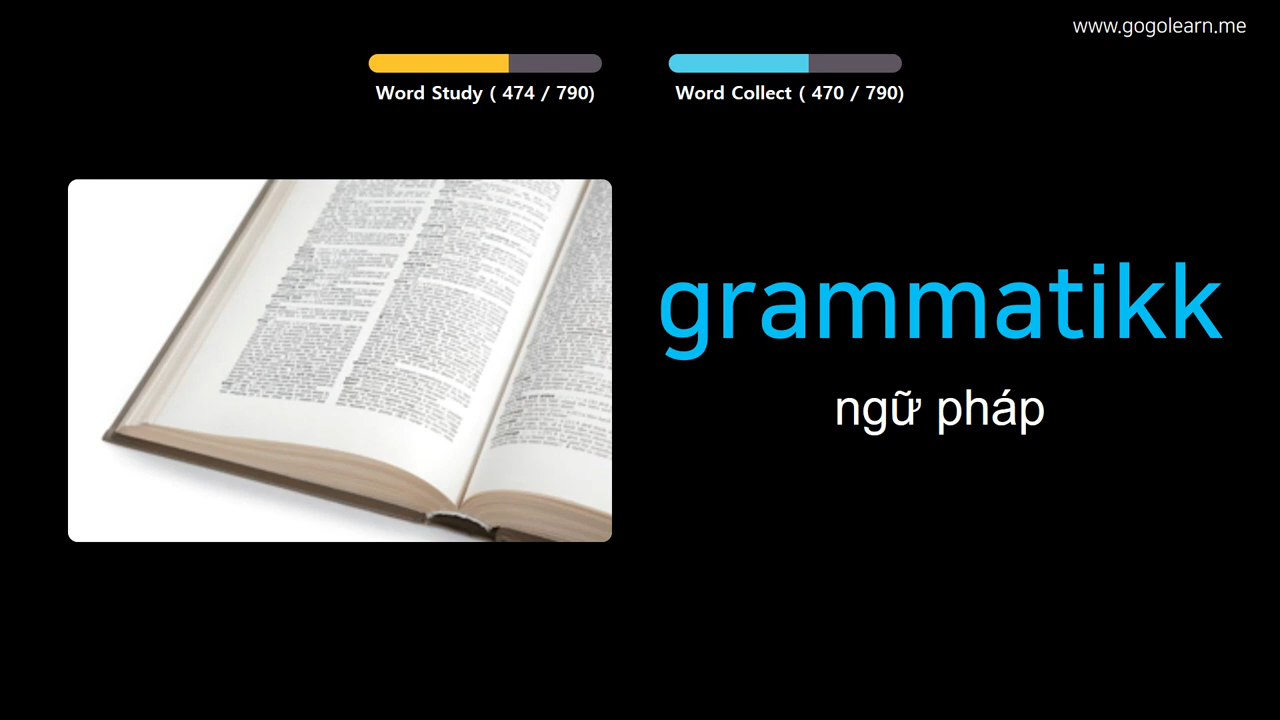 www.gogolearn.me
Word Study ( 474 / 790)
Word Collect ( 470 / 790)
grammatikk
ngữ pháp